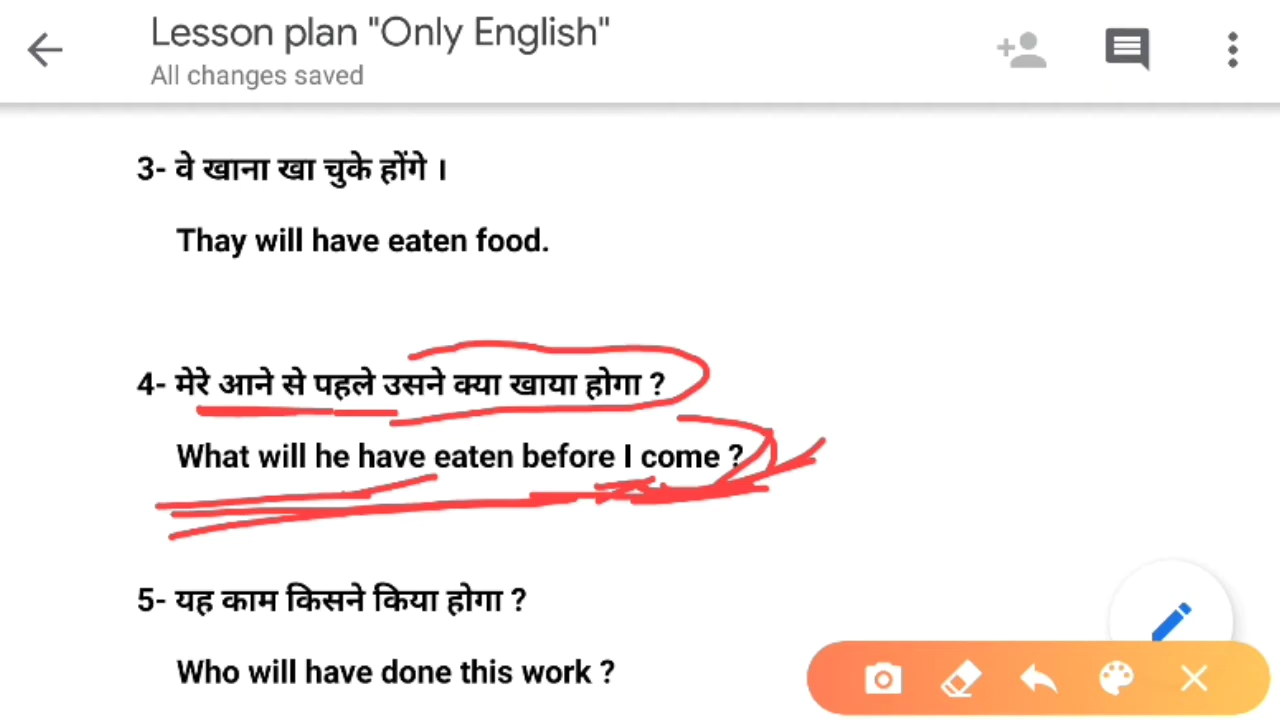 Lesson plan "Only English"
All changes saved
3- वे खाना खा चुके होंगे ।
Thay will have eaten food.
4- मेरे आने से पहले उसने क्या खाया होगा ?
What will he have eaten before I come ?
5- यह काम किसने किया होगा ?
Who will have done this work ?